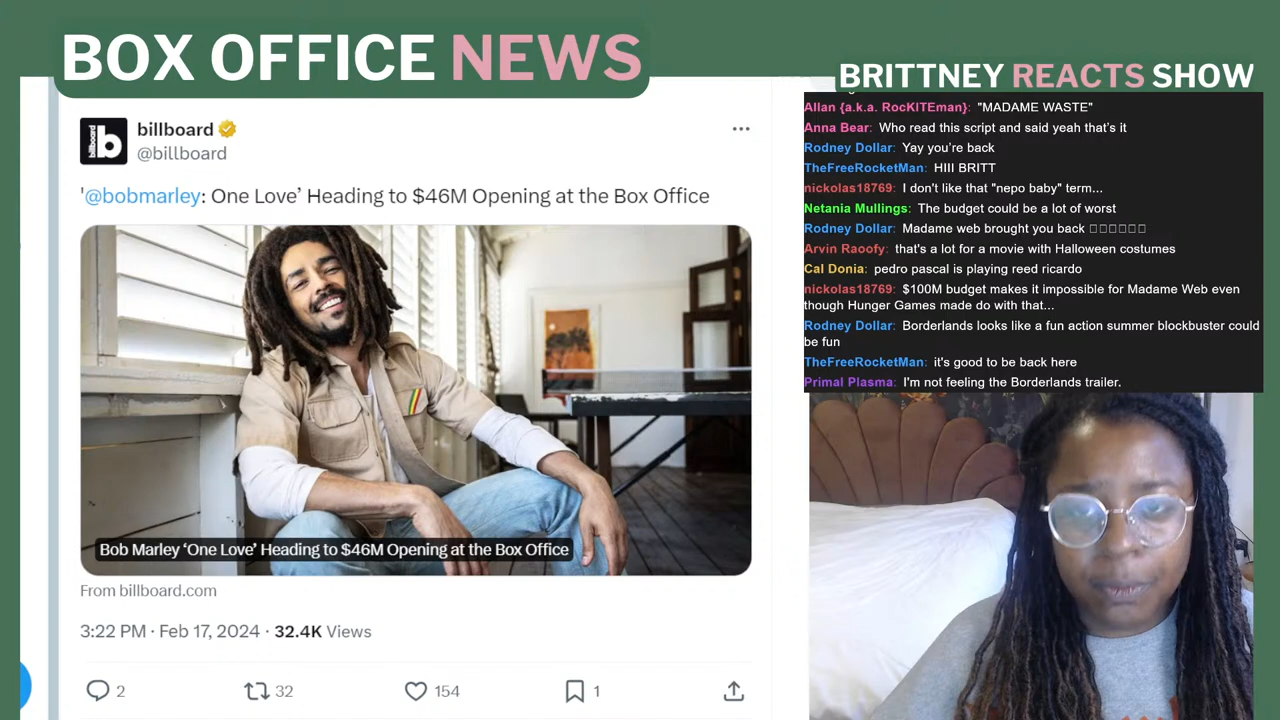 BOX OFFICE NEWS
billboard
@billboard
'@bobmarley: One Love’ Heading to $46M Opening at the Box Office
Bob Marley ‘One Love’ Heading to $46M Opening at the Box Office
From billboard.com
3:22 PM · Feb 17, 2024 · 32.4K Views
2 32 154 1
BRITTNEY REACTS SHOW
Allan {a.k.a. RocKITEman}: "MADAME WASTE"
Anna Bear: Who read this script and said yeah that’s it
Rodney Dollar: Yay you’re back
TheFreeRocketMan: HIII BRITT
nickolas18769: I don't like that "nepo baby" term...
Netania Mullings: The budget could be a lot of worst
Rodney Dollar: Madame web brought you back
Arvin Raoofy: that's a lot for a movie with Halloween costumes
Cal Donia: pedro pascal is playing reed ricardo
nickolas18769: $100M budget makes it impossible for Madame Web even
though Hunger Games made do with that...
Rodney Dollar: Borderlands looks like a fun action summer blockbuster could
be fun
TheFreeRocketMan: it's good to be back here
Primal Plasma: I'm not feeling the Borderlands trailer.